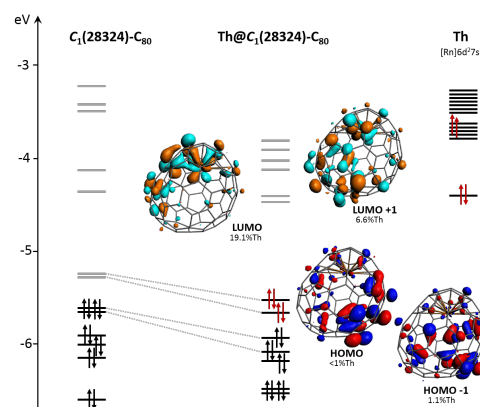 eV
C₁(28324)-C₈₀
Th@C₁(28324)-C₈₀
Th
[Rn]6d²7s
-3
-4
-5
-6
LUMO
19.1%Th
LUMO +1
6.6%Th
HOMO
<1%Th
HOMO -1
1.1%Th